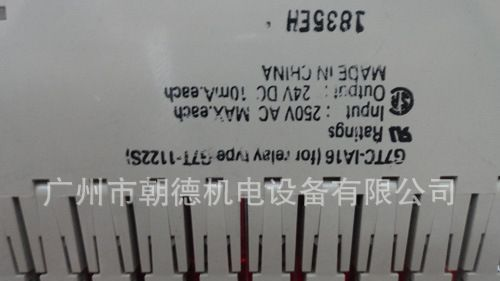 G7TC-IA16 (for relay type G7T-1122S)
Ratings
Input : 250V AC MAX.each
Output : 24V DC 10mA.each
MADE IN CHINA
1835EH
广州市朝德机电设备有限公司